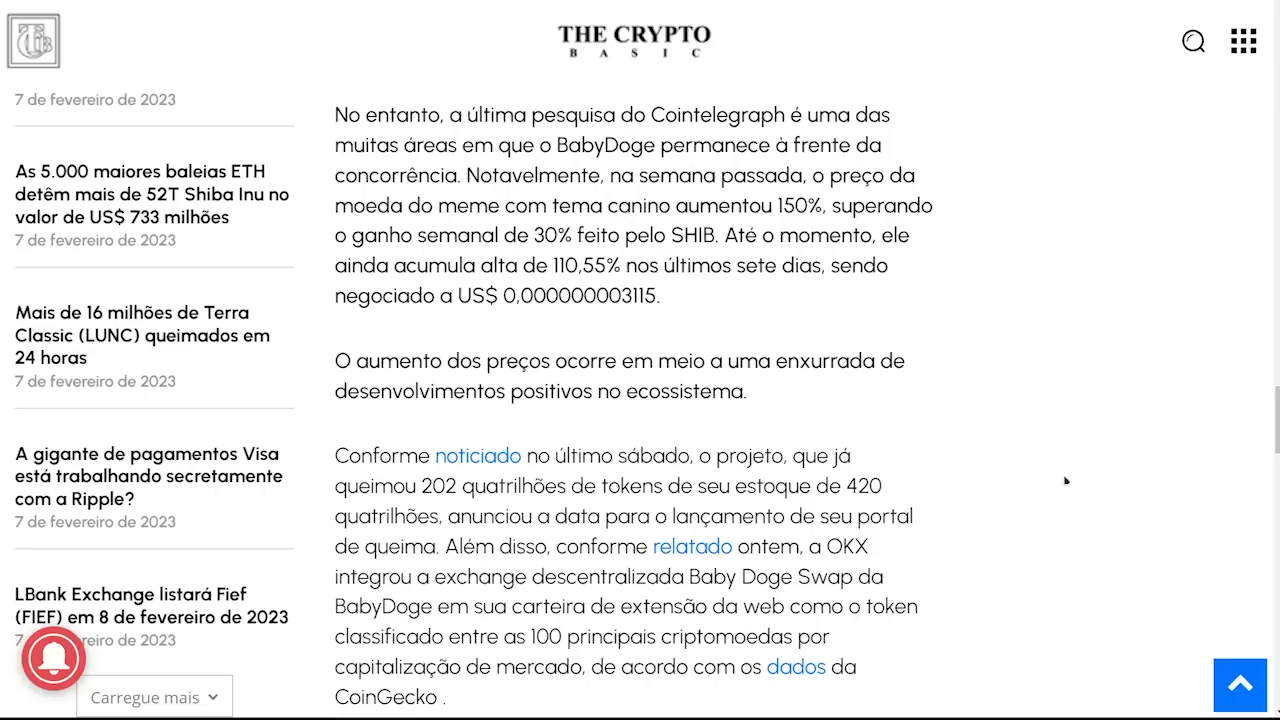 THE CRYPTO
BASIC
7 de fevereiro de 2023
As 5.000 maiores baleias ETH
detêm mais de 52T Shiba Inu no
valor de US$ 733 milhões
7 de fevereiro de 2023
Mais de 16 milhões de Terra
Classic (LUNC) queimados em
24 horas
7 de fevereiro de 2023
A gigante de pagamentos Visa
está trabalhando secretamente
com a Ripple?
7 de fevereiro de 2023
LBank Exchange listará Fief
(FIEF) em 8 de fevereiro de 2023
7 reiro de 2023
Carregue mais
No entanto, a última pesquisa do Cointelegraph é uma das
muitas áreas em que o BabyDoge permanece à frente da
concorrência. Notavelmente, na semana passada, o preço da
moeda do meme com tema canino aumentou 150%, superando
o ganho semanal de 30% feito pelo SHIB. Até o momento, ele
ainda acumula alta de 110,55% nos últimos sete dias, sendo
negociado a US$ 0,000000003115.
O aumento dos preços ocorre em meio a uma enxurrada de
desenvolvimentos positivos no ecossistema.
Conforme noticiado no último sábado, o projeto, que já
queimou 202 quatrilhões de tokens de seu estoque de 420
quatrilhões, anunciou a data para o lançamento de seu portal
de queima. Além disso, conforme relatado ontem, a OKX
integrou a exchange descentralizada Baby Doge Swap da
BabyDoge em sua carteira de extensão da web como o token
classificado entre as 100 principais criptomoedas por
capitalização de mercado, de acordo com os dados da
CoinGecko .